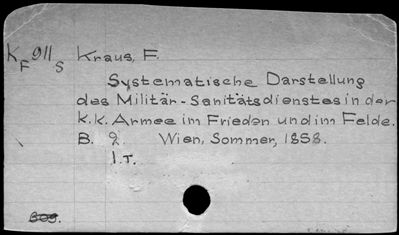 K F 911 S Kraus, F.
Systematische Darstellung
des Militär-Sanitätsdienstes in der
k.k. Armee im Frieden und im Felde.
B. 2. Wien, Sommer, 1858.
1.T.